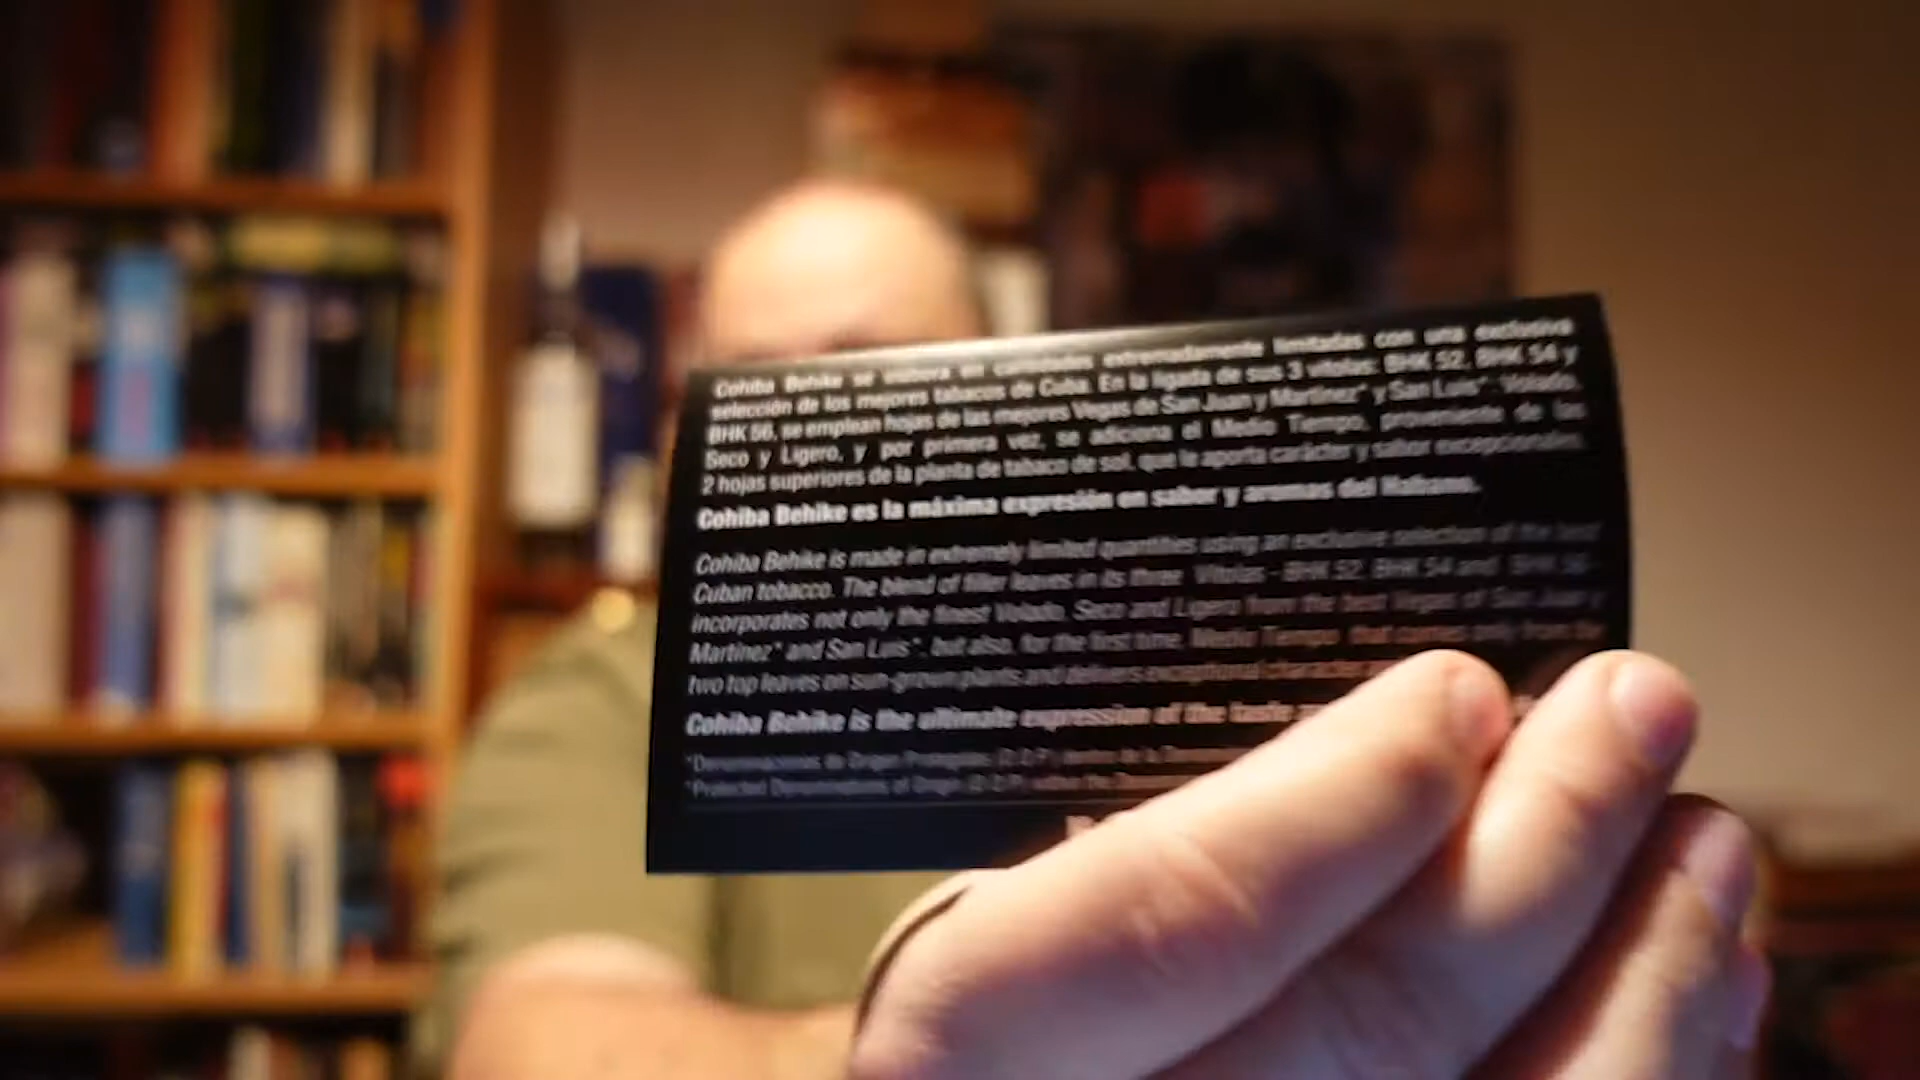 Cohiba Behike se elabora en cantidades extremadamente limitadas con una exclusiva
selección de los mejores tabacos de Cuba. En la ligada de sus 3 vitolas: BHK 52, BHK 54 y
BHK 56, se emplean hojas de las mejores Vegas de San Juan y Martínez* y San Luis*. Volado,
Seco y Ligero, y por primera vez, se adiciona el Medio Tiempo, proveniente de las
2 hojas superiores de la planta de tabaco de sol, que le aporta carácter y sabor excepcionales.
Cohiba Behike es la máxima expresión en sabor y aromas del Habano.
Cohiba Behike is made in extremely limited quantities using an exclusive selection of the best
Cuban tobacco. The blend of filler leaves in its three Vitolas - BHK 52, BHK 54 and BHK 56 -
incorporates not only the finest Volado, Seco and Ligero from the best Vegas of San Juan y
Martínez* and San Luis*, but also, for the first time, Medio Tiempo, that comes only from the
two top leaves on sun-grown plants and delivers exceptional character
Cohiba Behike is the ultimate expression of the taste
*Denominaciones de Origen Protegidas (D.O.P.)
*Protected Denominations of Origin (D.O.P.) within the